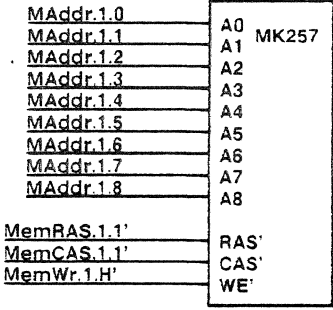 MAddr.1.0 A0 MK257
MAddr.1.1 A1
MAddr.1.2 A2
MAddr.1.3 A3
MAddr.1.4 A4
MAddr.1.5 A5
MAddr.1.6 A6
MAddr.1.7 A7
MAddr.1.8 A8
MemRAS.1.1' RAS'
MemCAS.1.1' CAS'
MemWr.1.H' WE'